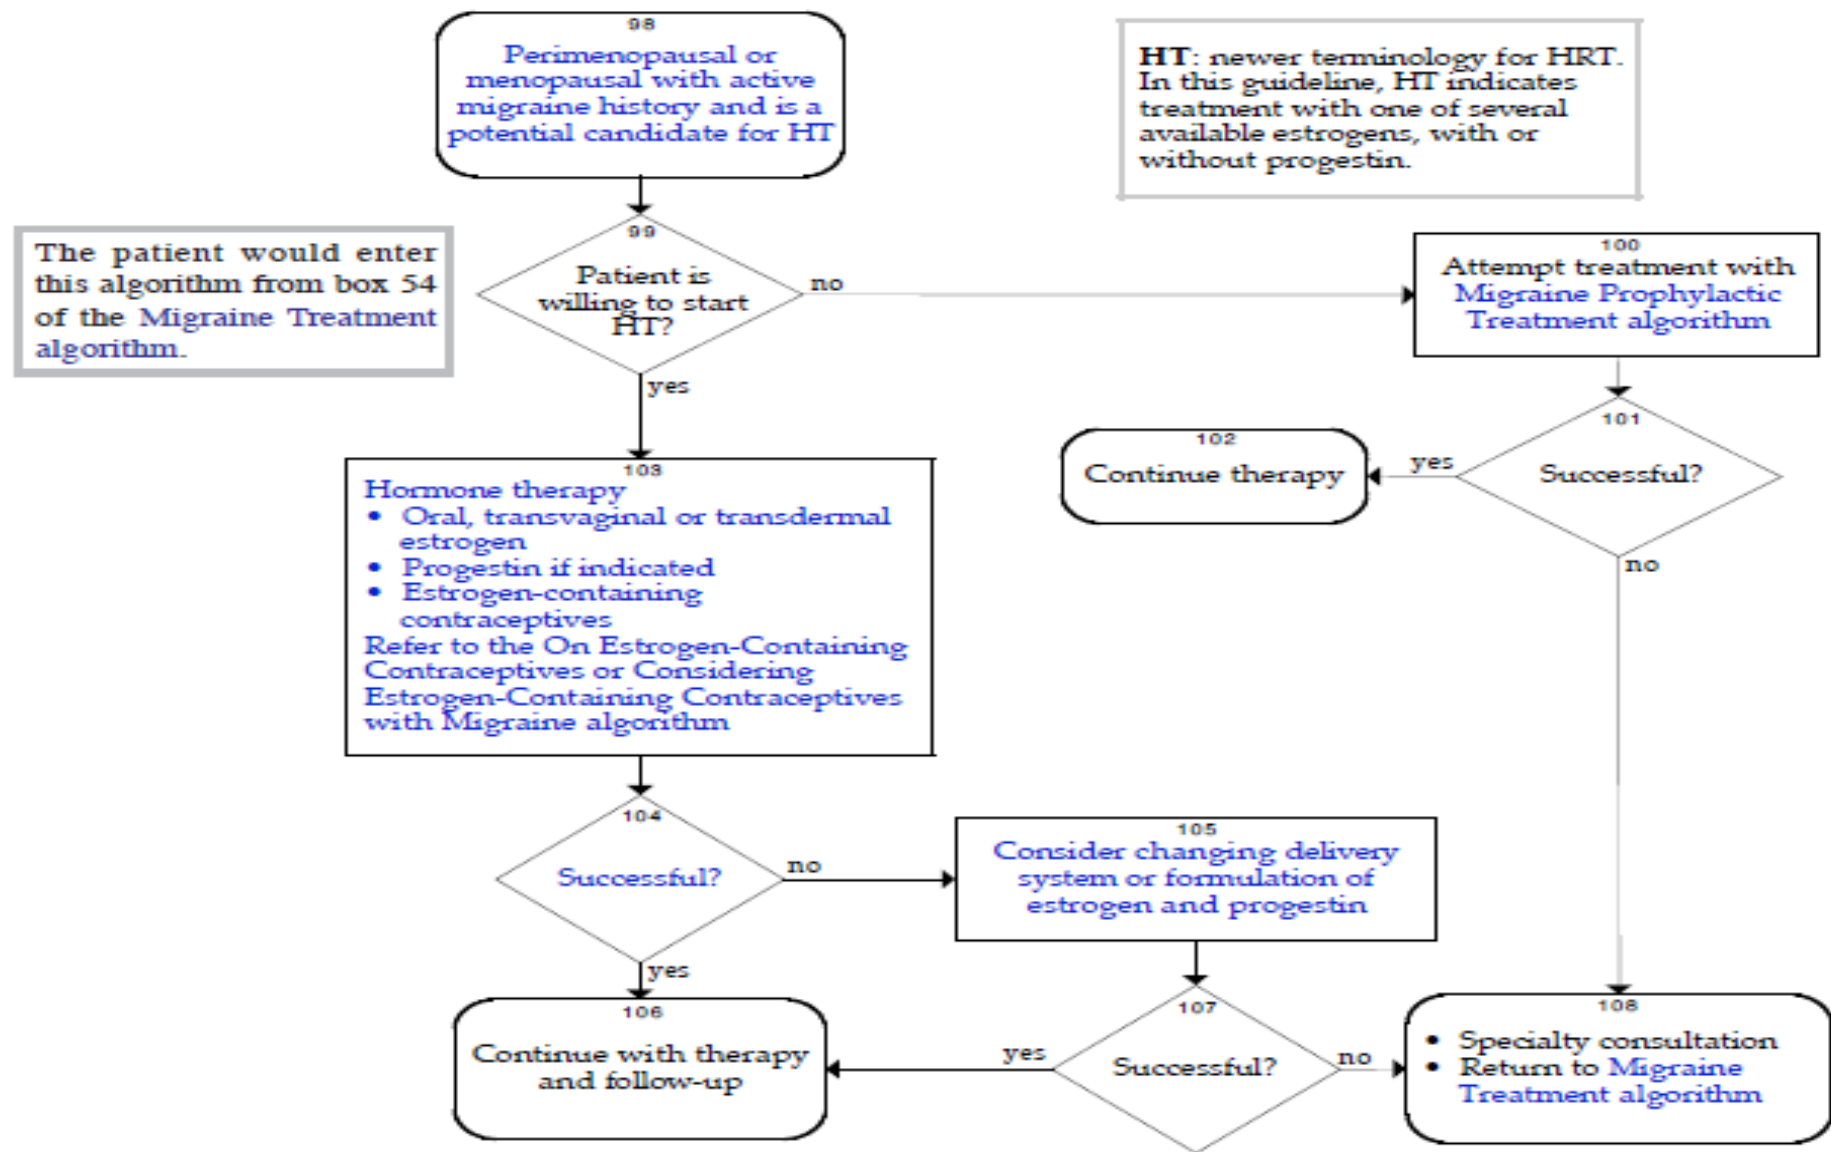 98
Perimenopausal or
menopausal with active
migraine history and is a
potential candidate for HT
HT: newer terminology for HRT.
In this guideline, HT indicates
treatment with one of several
available estrogens, with or
without progestin.
The patient would enter
this algorithm from box 54
of the Migraine Treatment
algorithm.
99
Patient is
willing to start
HT?
no
yes
100
Attempt treatment with
Migraine Prophylactic
Treatment algorithm
101
Successful?
yes
no
102
Continue therapy
103
Hormone therapy
• Oral, transvaginal or transdermal
estrogen
• Progestin if indicated
• Estrogen-containing
contraceptives
Refer to the On Estrogen-Containing
Contraceptives or Considering
Estrogen-Containing Contraceptives
with Migraine algorithm
104
Successful?
no
yes
105
Consider changing delivery
system or formulation of
estrogen and progestin
106
Continue with therapy
and follow-up
107
Successful?
yes
no
108
• Specialty consultation
• Return to Migraine
Treatment algorithm